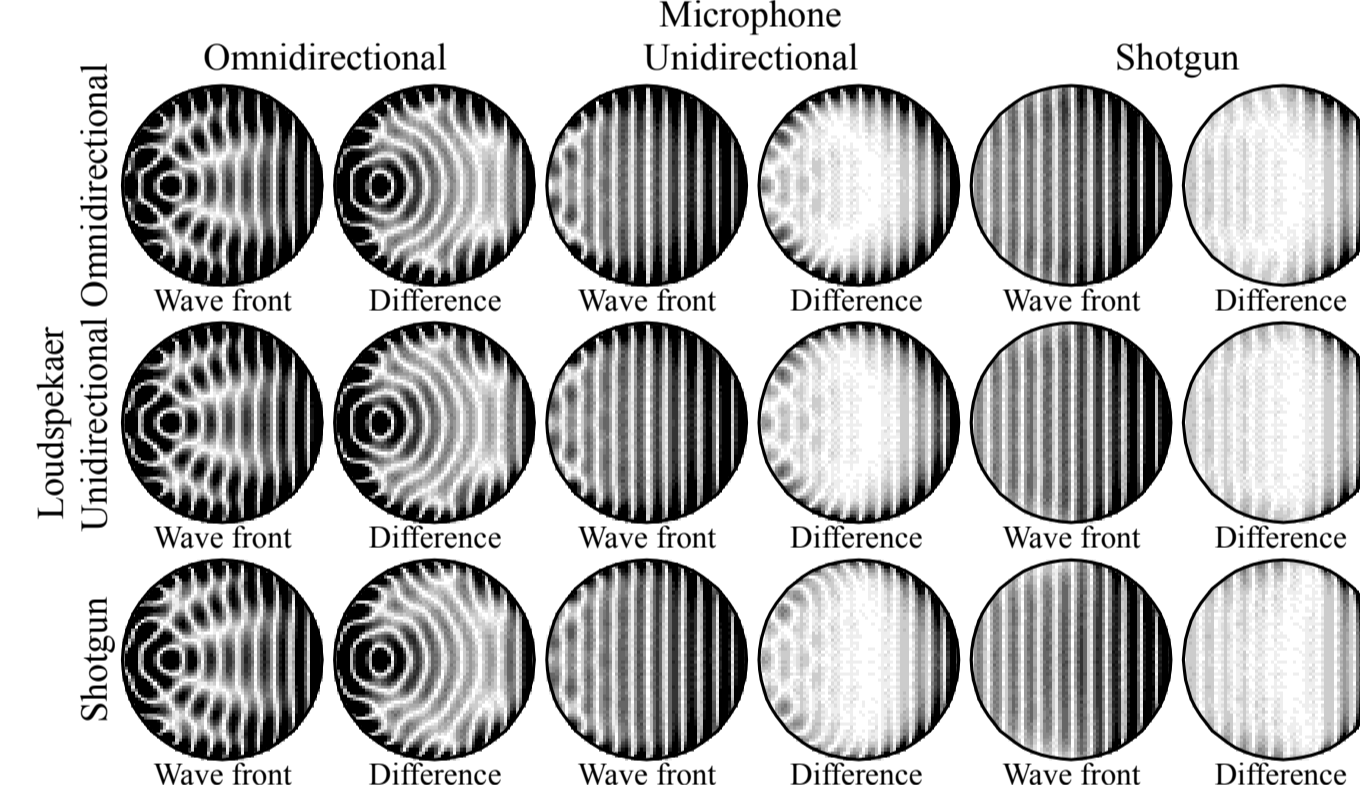 Microphone
Omnidirectional Unidirectional Shotgun
Loudspekaer
Omnidirectional
Wave front Difference Wave front Difference Wave front Difference
Unidirectional
Wave front Difference Wave front Difference Wave front Difference
Shotgun
Wave front Difference Wave front Difference Wave front Difference